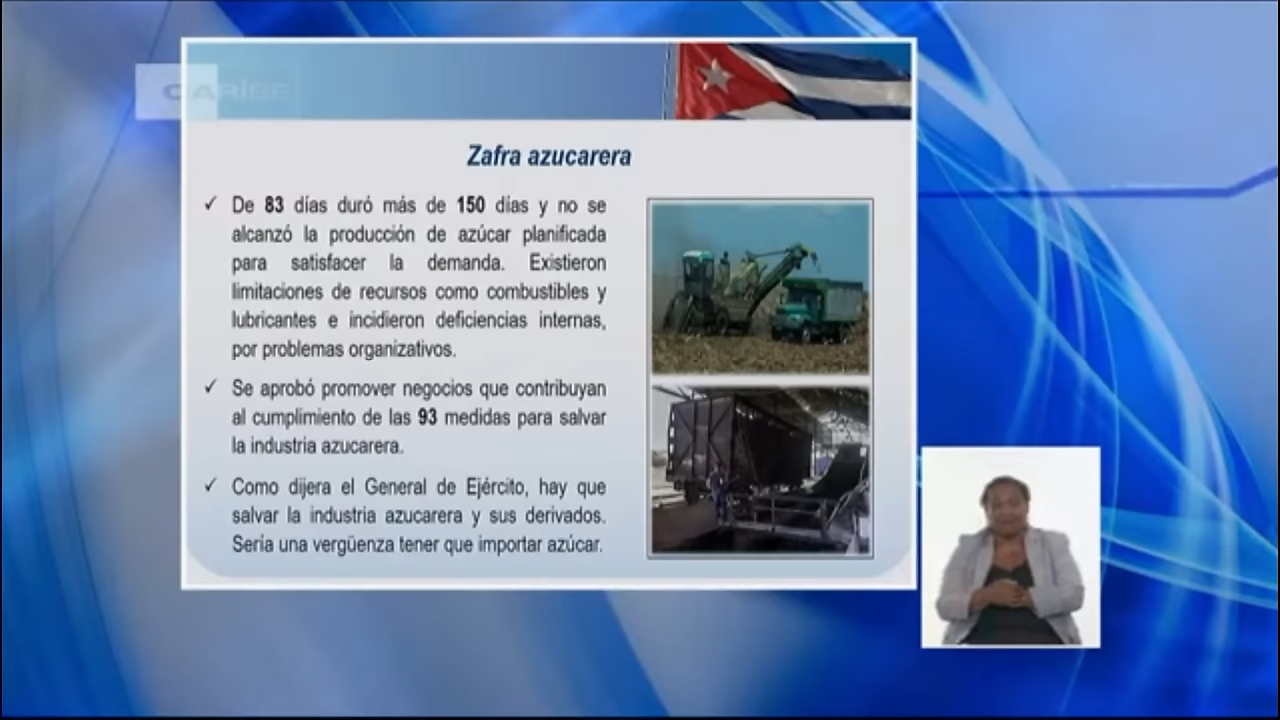 CARIBE
Zafra azucarera
✓ De 83 días duró más de 150 días y no se
alcanzó la producción de azúcar planificada
para satisfacer la demanda. Existieron
limitaciones de recursos como combustibles y
lubricantes e incidieron deficiencias internas,
por problemas organizativos.
✓ Se aprobó promover negocios que contribuyan
al cumplimiento de las 93 medidas para salvar
la industria azucarera.
✓ Como dijera el General de Ejército, hay que
salvar la industria azucarera y sus derivados.
Sería una vergüenza tener que importar azúcar.